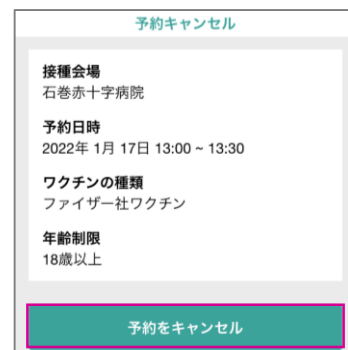 予約キャンセル
接種会場
石巻赤十字病院
予約日時
2022年 1月 17日 13:00 ~ 13:30
ワクチンの種類
ファイザー社ワクチン
年齢制限
18歳以上
予約をキャンセル